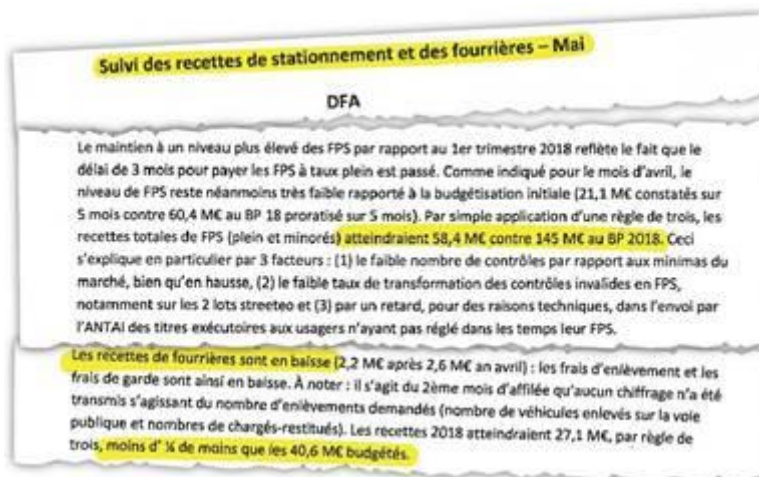 Suivi des recettes de stationnement et des fourrières – Mai
DFA
Le maintien à un niveau plus élevé des FPS par rapport au 1er trimestre 2018 reflète le fait que le
délai de 3 mois pour payer les FPS à taux plein est passé. Comme indiqué pour le mois d'avril, le
niveau de FPS reste néanmoins très faible rapporté à la budgétisation initiale (21,1 M€ constatés sur
5 mois contre 60,4 M€ au BP 18 proratisé sur 5 mois). Par simple application d'une règle de trois, les
recettes totales de FPS (plein et minorés) atteindraient 58,4 M€ contre 145 M€ au BP 2018. Ceci
s'explique en particulier par 3 facteurs : (1) le faible nombre de contrôles par rapport aux minimas du
marché, bien qu'en hausse, (2) le faible taux de transformation des contrôles invalides en FPS,
notamment sur les 2 lots streeteo et (3) par un retard, pour des raisons techniques, dans l'envoi par
l'ANTAI des titres exécutoires aux usagers n'ayant pas réglé dans les temps leur FPS.
Les recettes de fourrières sont en baisse (2,2 M€ après 2,6 M€ an avril) : les frais d'enlèvement et les
frais de garde sont ainsi en baisse. À noter : il s'agit du 2ème mois d'affilée qu'aucun chiffrage n'a été
transmis s'agissant du nombre d'enlèvements demandés (nombre de véhicules enlevés sur la voie
publique et nombres de chargés-restitués). Les recettes 2018 atteindraient 27,1 M€, par règle de
trois, moins d' de moins que les 40,6 M€ budgétés.